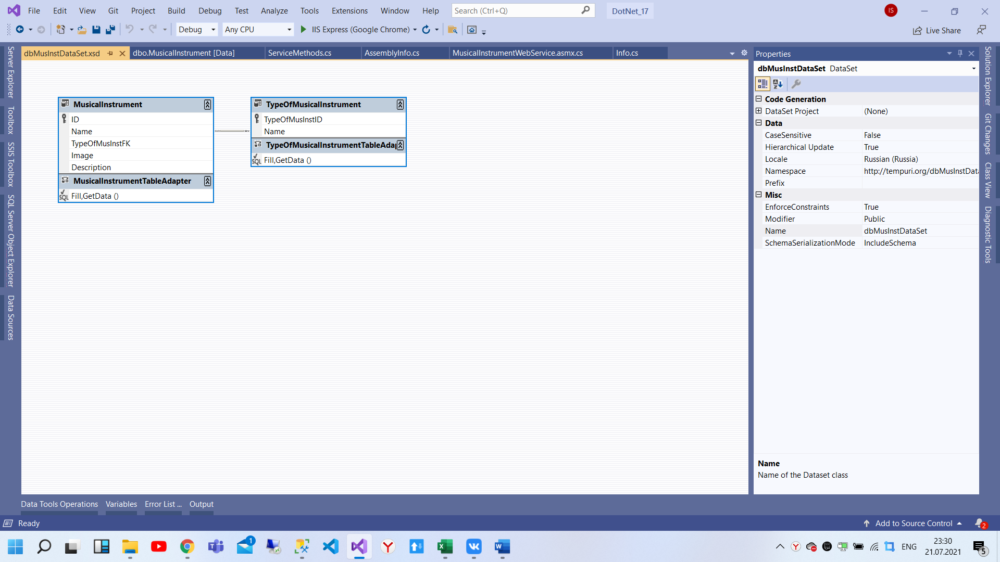 File Edit View Git Project Build Debug Test Analyze Tools Extensions Window Help Search (Ctrl+Q) DotNet_17 IS
Debug Any CPU IIS Express (Google Chrome) Live Share
dbMusInstDataSet.xsd dbo.MusicalInstrument [Data] ServiceMethods.cs AssemblyInfo.cs MusicalInstrumentWebService.asmx.cs Info.cs
Server Explorer
Toolbox
SSIS Toolbox
SQL Server Object Explorer
Data Sources
MusicalInstrument
ID
Name
TypeOfMusInstFK
Image
Description
MusicalInstrumentTableAdapter
SQL Fill,GetData ()
TypeOfMusicalInstrument
TypeOfMusInstID
Name
TypeOfMusicalInstrumentTableAdap
SQL Fill,GetData ()
Properties
dbMusInstDataSet DataSet
Code Generation
DataSet Project (None)
Data
CaseSensitive False
Hierarchical Update True
Locale Russian (Russia)
Namespace http://tempuri.org/dbMusInstData
Prefix
Misc
EnforceConstraints True
Modifier Public
Name dbMusInstDataSet
SchemaSerializationMode IncludeSchema
Name
Name of the Dataset class
Solution Explorer
Git Changes
Class View
Diagnostic Tools
Data Tools Operations Variables Error List ... Output
Ready Add to Source Control 2
1 ENG 23:30
21.07.2021 5